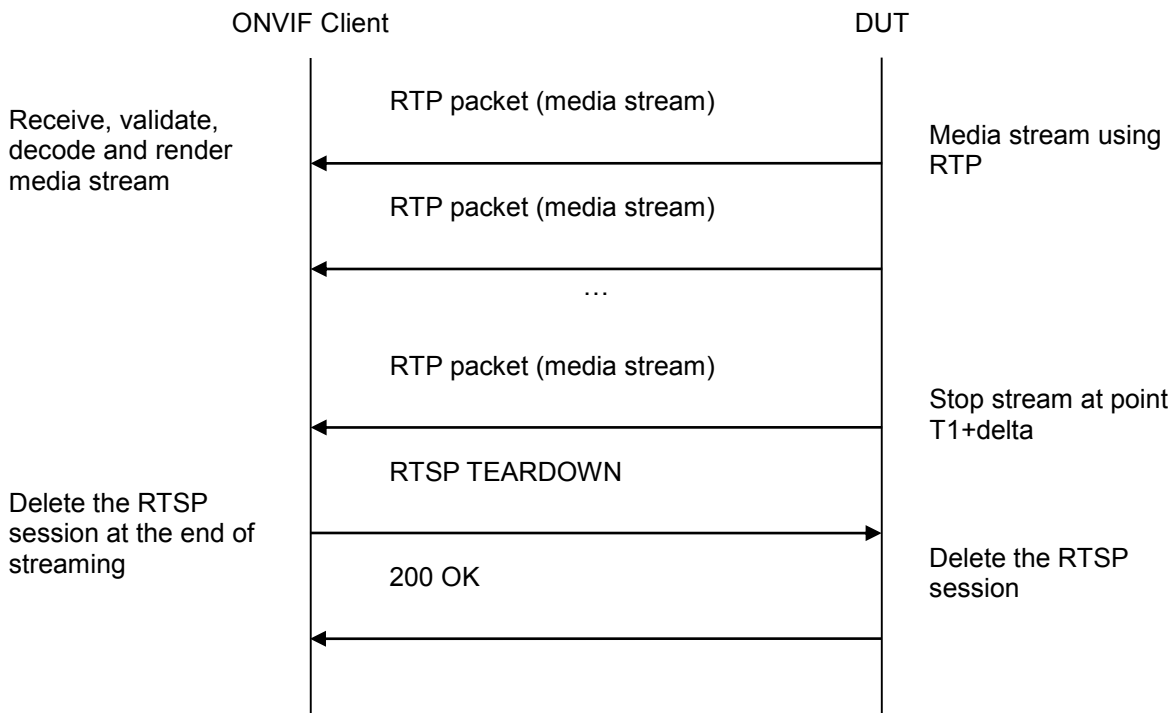 ONVIF Client
DUT
RTP packet (media stream)
Receive, validate,
decode and render
media stream
Media stream using
RTP
RTP packet (media stream)
…
RTP packet (media stream)
Stop stream at point
T1+delta
RTSP TEARDOWN
Delete the RTSP
session at the end of
streaming
200 OK
Delete the RTSP
session